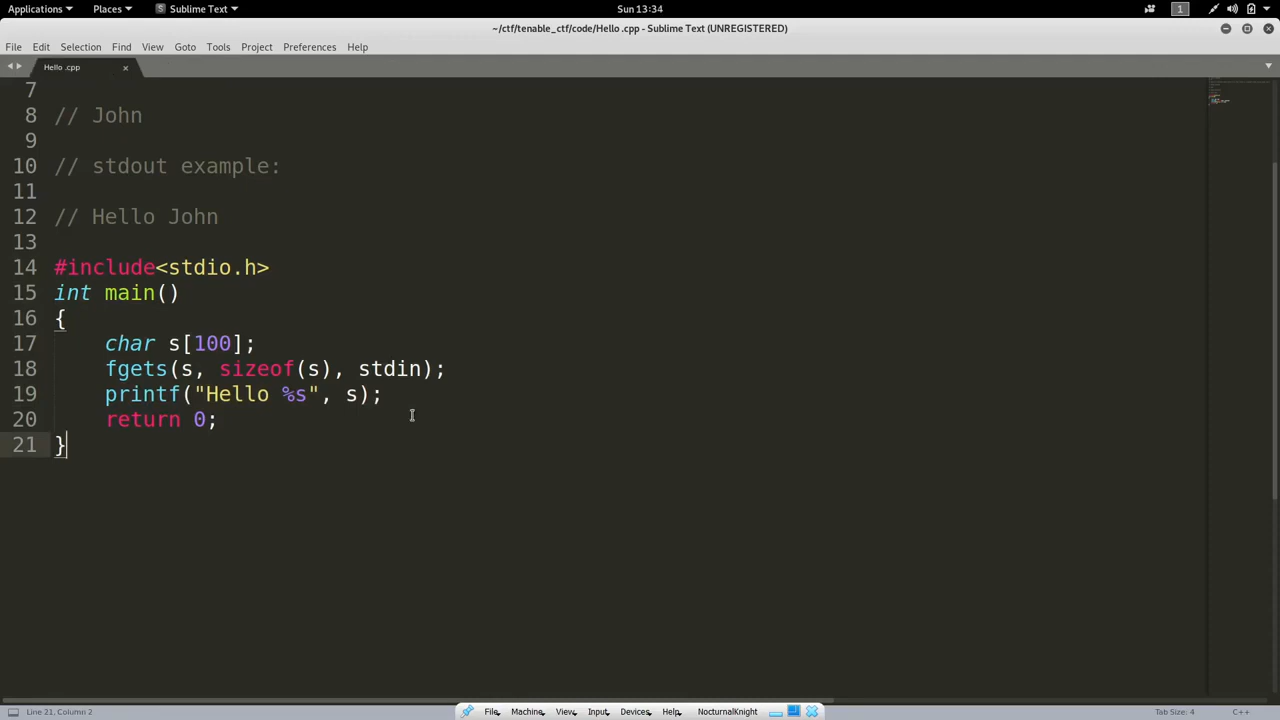 Applications Places Sublime Text Sun 13:34 1
~/ctf/tenable_ctf/code/Hello .cpp - Sublime Text (UNREGISTERED)
File Edit Selection Find View Goto Tools Project Preferences Help
Hello .cpp ×
7
8 // John
9
10 // stdout example:
11
12 // Hello John
13
14 #include<stdio.h>
15 int main()
16 {
17 char s[100];
18 fgets(s, sizeof(s), stdin);
19 printf("Hello %s", s);
20 return 0;
21 }
Line 21, Column 2 File Machine View Input Devices Help NocturnalKnight Tab Size: 4 C++